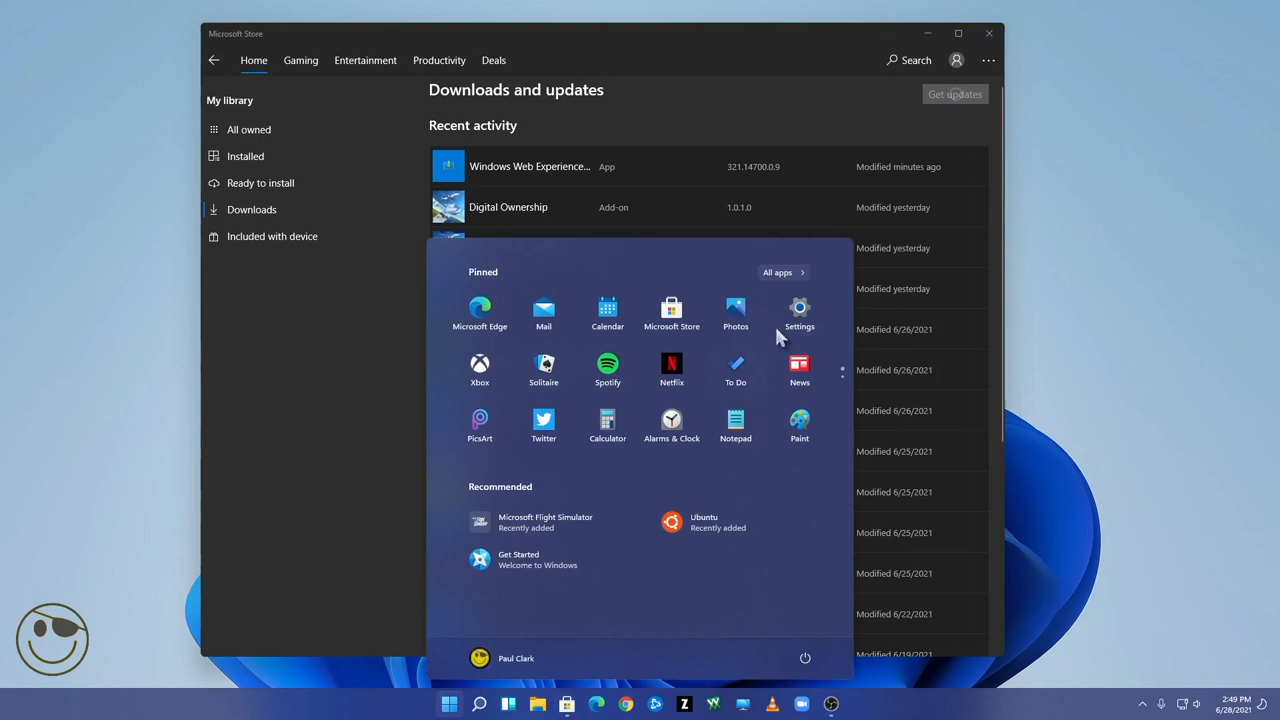 Microsoft Store
Home Gaming Entertainment Productivity Deals Search
My library
All owned
Installed
Ready to install
Downloads
Included with device
Downloads and updates
Get updates
Recent activity
Windows Web Experience... App 321.14700.0.9 Modified minutes ago
Digital Ownership Add-on 1.0.1.0 Modified yesterday
Modified yesterday
Modified yesterday
Modified 6/26/2021
Modified 6/26/2021
Modified 6/26/2021
Modified 6/25/2021
Modified 6/25/2021
Modified 6/25/2021
Modified 6/25/2021
Modified 6/22/2021
Modified 6/19/2021
Pinned All apps
Microsoft Edge Mail Calendar Microsoft Store Photos Settings
Xbox Solitaire Spotify Netflix To Do News
PicsArt Twitter Calculator Alarms & Clock Notepad Paint
Recommended
Microsoft Flight Simulator
Recently added
Ubuntu
Recently added
Get Started
Welcome to Windows
Paul Clark
2:49 PM
6/28/2021